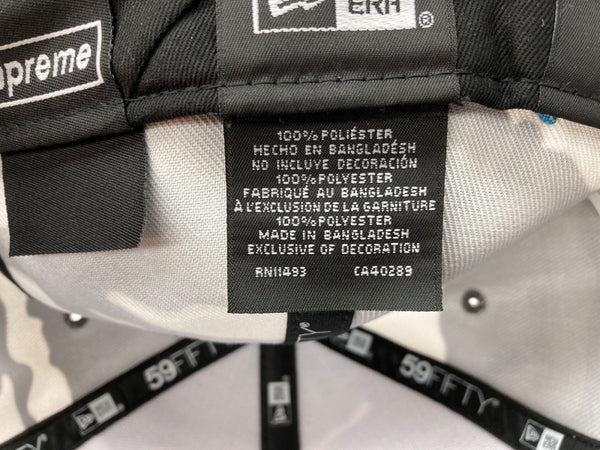 preme
ERA®
100% POLIÉSTER,
HECHO EN BANGLADÉSH
NO INCLUYE DECORACIÓN
100% POLYESTER
FABRIQUÉ AU BANGLADESH
À L'EXCLUSION DE LA GARNITURE
100% POLYESTER
MADE IN BANGLADESH
EXCLUSIVE OF DECORATION
RN11493 CA40289
59FIFTY
59FIFTY